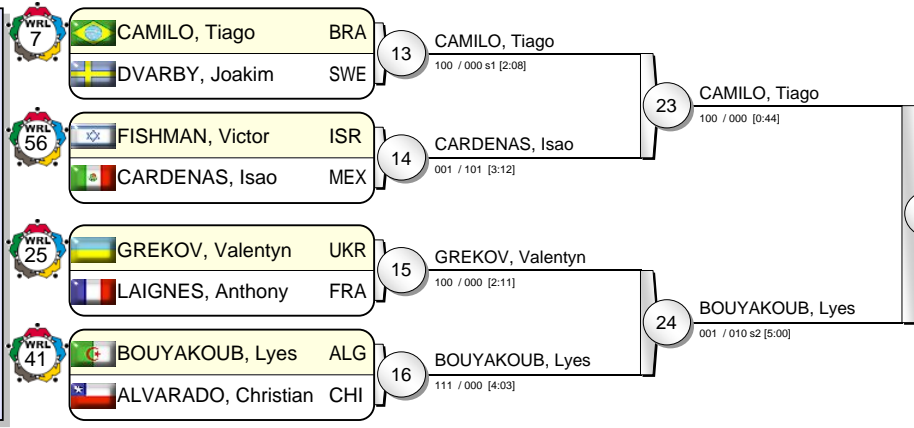 WRL 7
CAMILO, Tiago BRA
DVARBY, Joakim SWE
13
CAMILO, Tiago
100 / 000 s1 [2:08]
WRL 56
FISHMAN, Victor ISR
CARDENAS, Isao MEX
14
CARDENAS, Isao
001 / 101 [3:12]
23
CAMILO, Tiago
100 / 000 [0:44]
WRL 25
GREKOV, Valentyn UKR
LAIGNES, Anthony FRA
15
GREKOV, Valentyn
100 / 000 [2:11]
WRL 41
BOUYAKOUB, Lyes ALG
ALVARADO, Christian CHI
16
BOUYAKOUB, Lyes
111 / 000 [4:03]
24
BOUYAKOUB, Lyes
001 / 010 s2 [5:00]